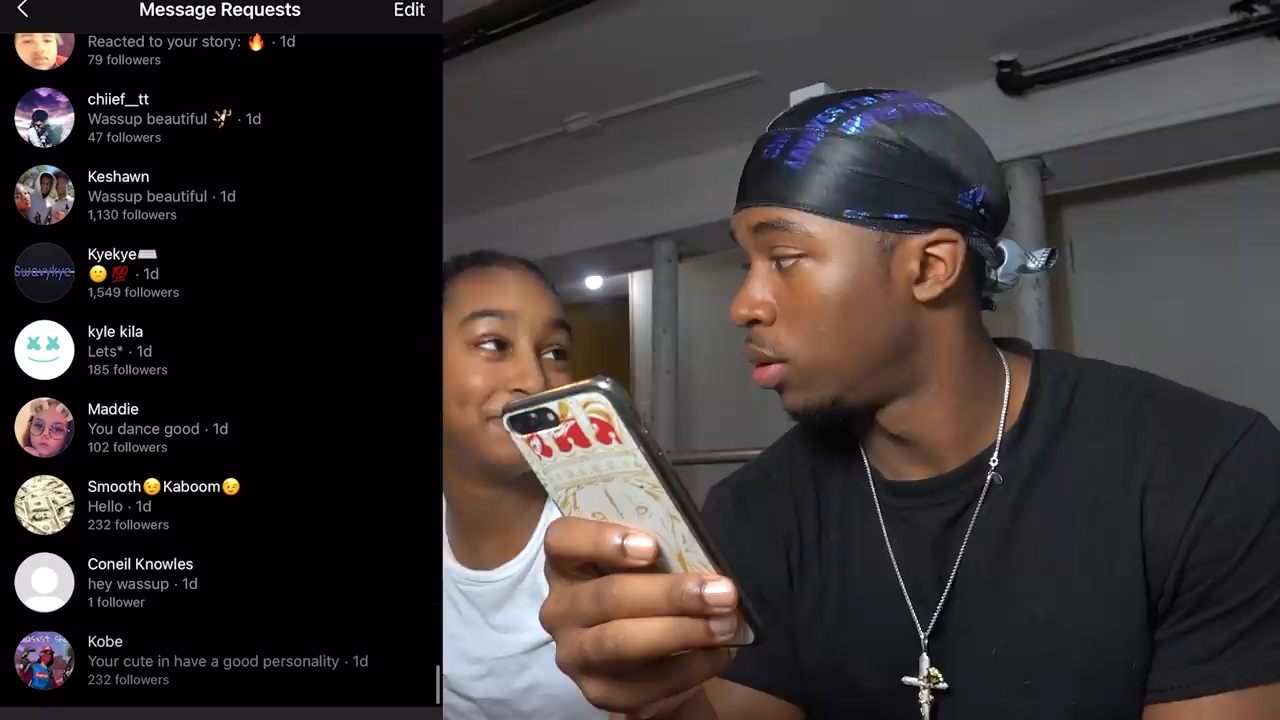 Message Requests
Edit
Reacted to your story: 🔥 · 1d
79 followers
chiief__tt
Wassup beautiful 🤸🏾 · 1d
47 followers
Keshawn
Wassup beautiful · 1d
1,130 followers
Kyekye
😕 💯 · 1d
1,549 followers
kyle kila
Lets* · 1d
185 followers
Maddie
You dance good · 1d
102 followers
Smooth😉Kaboom😉
Hello · 1d
232 followers
Coneil Knowles
hey wassup · 1d
1 follower
Kobe
Your cute in have a good personality · 1d
232 followers